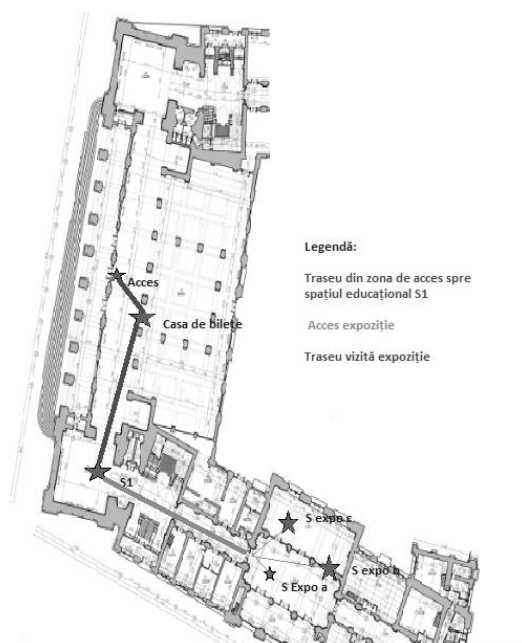 Legendă:
Traseu din zona de acces spre
spațiul educațional S1
Acces expoziție
Traseu vizită expoziție
Acces
Casa de bilete
S1
S expo c
S expo b
S Expo a